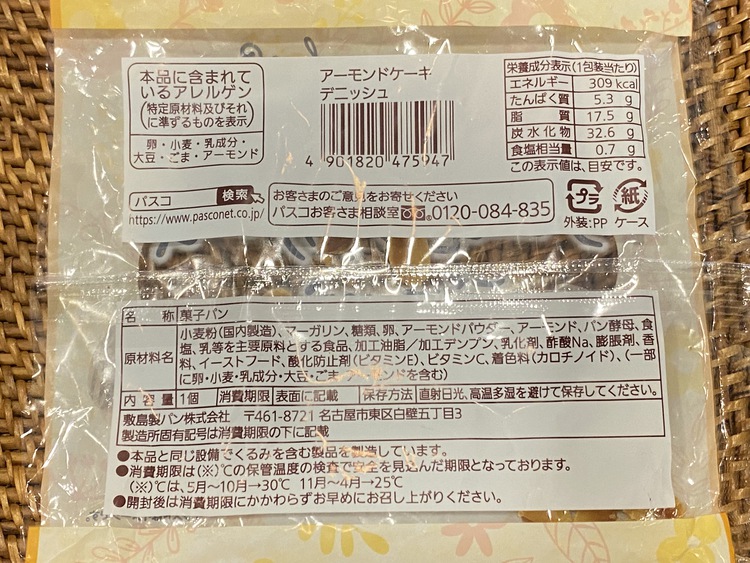 本品に含まれて
いるアレルゲン
(特定原材料及びそれ
に準ずるものを表示)
卵・小麦・乳成分・
大豆・ごま・アーモンド
アーモンドケーキ
デニッシュ
4 901820 475947
栄養成分表示(1包装当たり)
エネルギー 309 kcal
たんぱく質 5.3 g
脂質 17.5 g
炭水化物 32.6 g
食塩相当量 0.7 g
この表示値は、目安です。
パスコ 検索
https://www.pasconet.co.jp/
お客さまのご意見をお寄せください
パスコお客さま相談室 0120-084-835
プラ
外装:PP
紙
ケース
名称 菓子パン
原材料名
小麦粉(国内製造)、マーガリン、糖類、卵、アーモンドパウダー、アーモンド、パン酵母、食
塩、乳等を主要原料とする食品、加工油脂/加工デンプン、乳化剤、酢酸Na、膨脹剤、香
料、イーストフード、酸化防止剤(ビタミンE)、ビタミンC、着色料(カロチノイド)、(一部
に卵・小麦・乳成分・大豆・ごま・アーモンドを含む)
内容量 1個 消費期限 表面に記載 保存方法 直射日光、高温多湿を避けて保存してください。
敷島製パン株式会社 〒461-8721 名古屋市東区白壁五丁目3
製造所固有記号は消費期限の下に記載
●本品と同じ設備でくるみを含む製品を製造しています。
●消費期限は(※)℃の保管温度の検査で安全を見込んだ期限となっております。
(※)℃は、5月~10月→30℃ 11月~4月→25℃
●開封後は消費期限にかかわらずお早めにお召し上がりください。